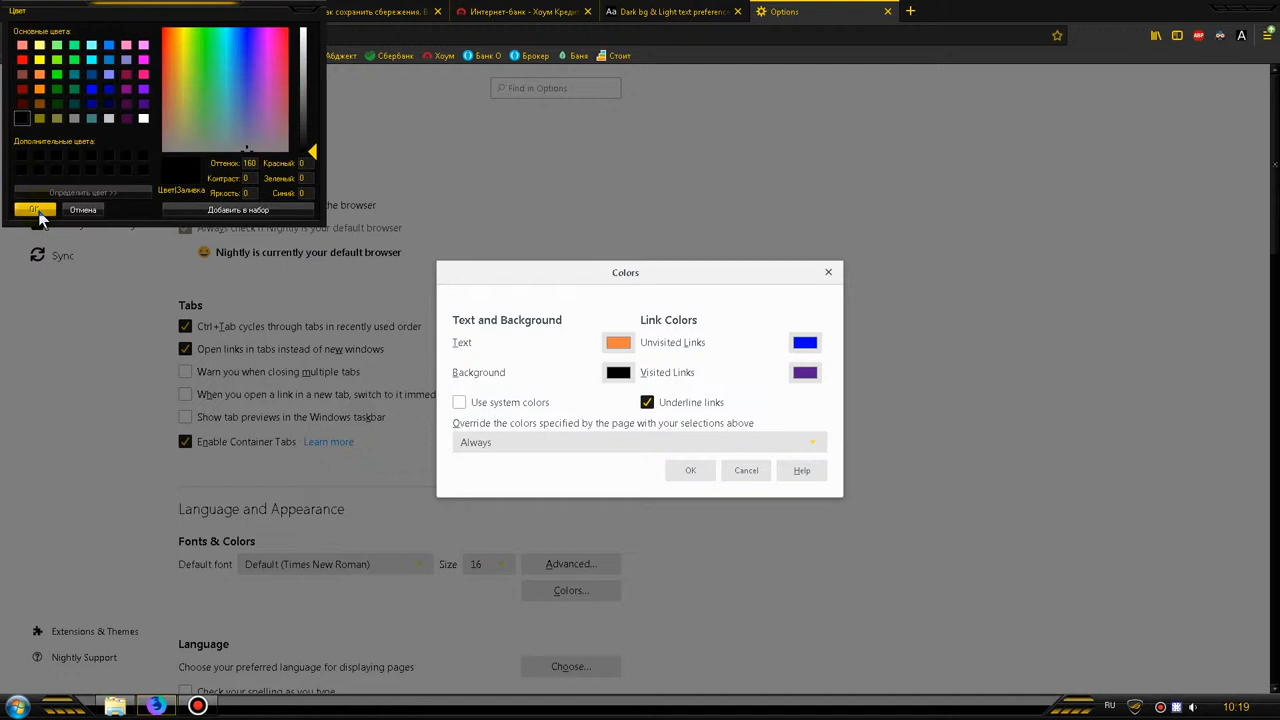 Цвет
как сохранить сбережения.
Интернет-банк - Хоум Кредит
Dark bg & Light text preference
Options
Основные цвета:
Абджект
Сбербанк
Хоум
Банк О
Брокер
Баня
Стоит
Find in Options
Дополнительные цвета:
Оттенок: 160
Красный: 0
Контраст: 0
Зеленый: 0
Цвет|Заливка
Яркость: 0
Синий: 0
Определить цвет >>
OK
Отмена
Добавить в набор
the browser
Always check if Nightly is your default browser
Sync
Nightly is currently your default browser
Tabs
Ctrl+Tab cycles through tabs in recently used order
Open links in tabs instead of new windows
Warn you when closing multiple tabs
When you open a link in a new tab, switch to it immed
Show tab previews in the Windows taskbar
Enable Container Tabs Learn more
Colors
Text and Background
Link Colors
Text
Unvisited Links
Background
Visited Links
Use system colors
Underline links
Override the colors specified by the page with your selections above
Always
OK
Cancel
Help
Language and Appearance
Fonts & Colors
Default font
Default (Times New Roman)
Size
16
Advanced...
Colors...
Extensions & Themes
Language
Nightly Support
Choose your preferred language for displaying pages
Choose...
Check your spelling as you type
RU
10:19